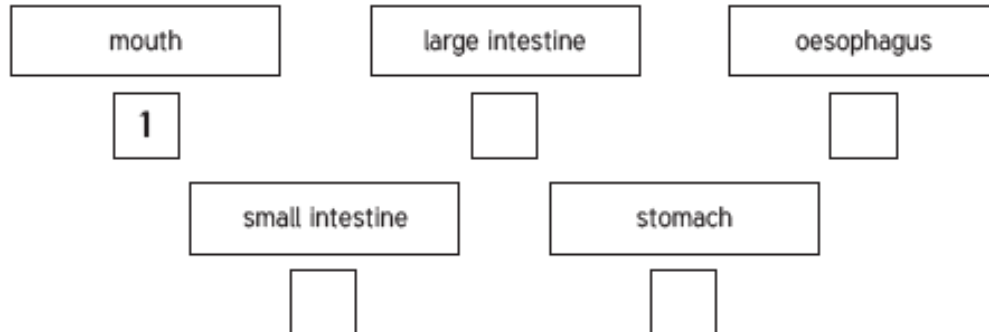 mouth large intestine oesophagus
1
small intestine stomach